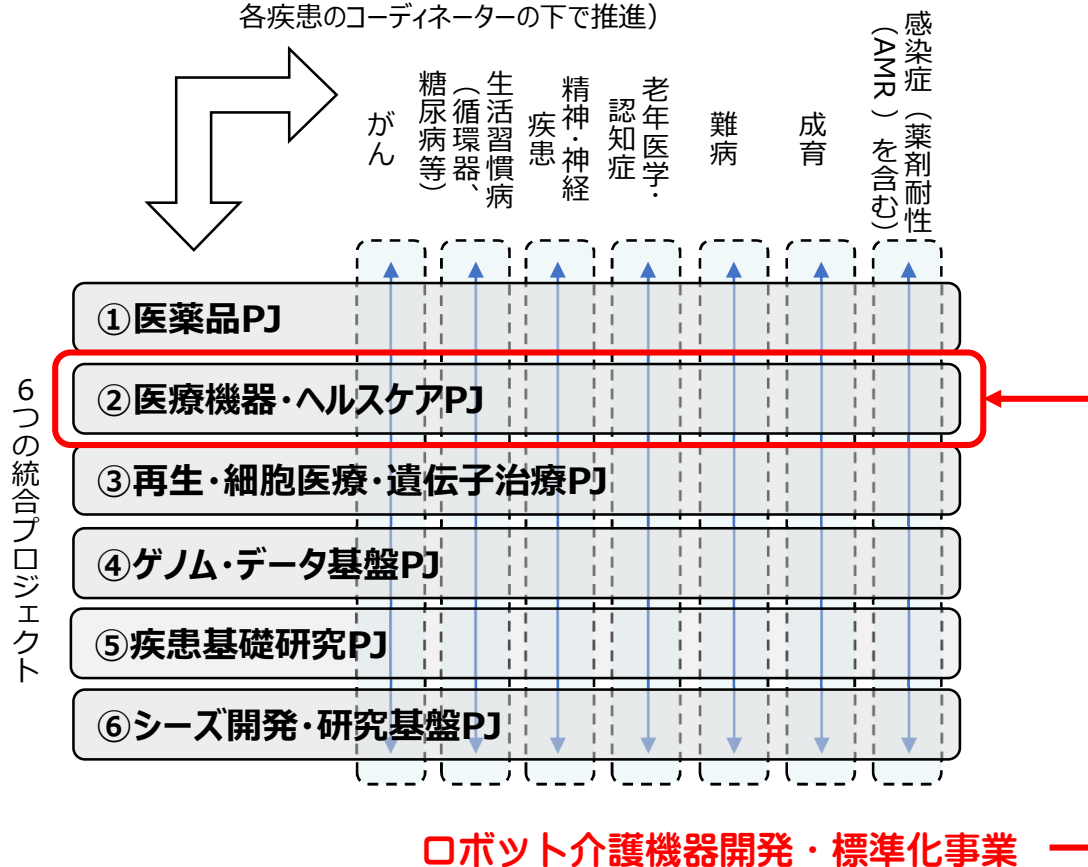 各疾患のコーディネーターの下で推進）
がん
生活習慣病
（循環器、
糖尿病等）
精神・神経
疾患
老年医学・
認知症
難病
成育
感染症（薬剤耐性
（AMR）を含む）
6つの統合プロジェクト
①医薬品PJ
②医療機器・ヘルスケアPJ
③再生・細胞医療・遺伝子治療PJ
④ゲノム・データ基盤PJ
⑤疾患基礎研究PJ
⑥シーズ開発・研究基盤PJ
ロボット介護機器開発・標準化事業